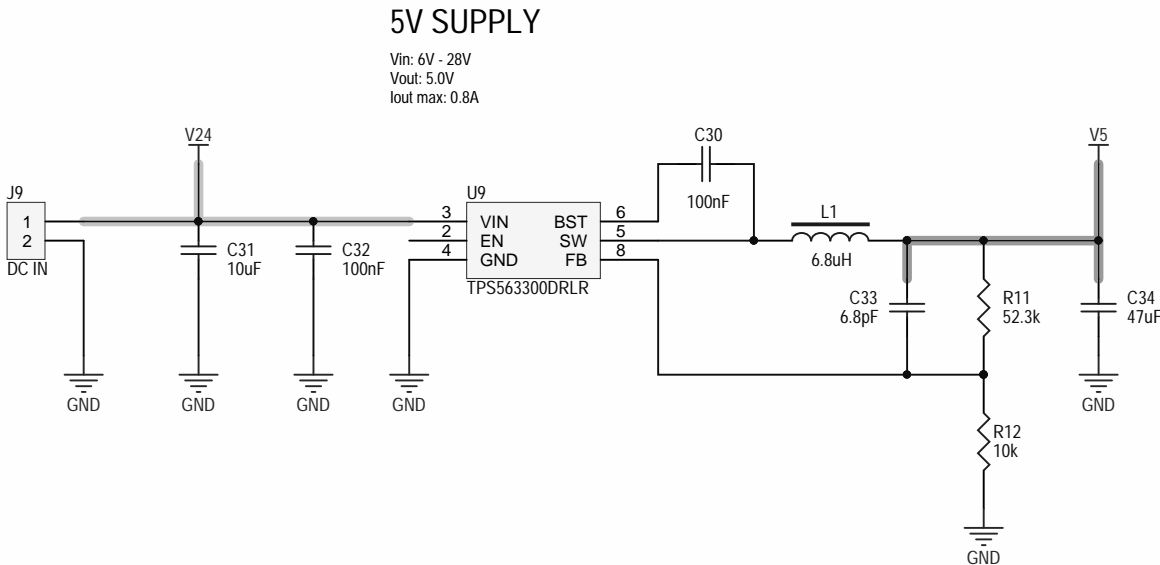 5V SUPPLY
Vin: 6V - 28V
Vout: 5.0V
Iout max: 0.8A
V24
C30
V5
J9
U9
100nF
1
2
DC IN
3
2
4
VIN
EN
GND
BST
SW
FB
6
5
8
L1
6.8uH
C31
10uF
C32
100nF
TPS563300DRLR
C33
6.8pF
R11
52.3k
C34
47uF
GND
GND
GND
GND
GND
R12
10k
GND